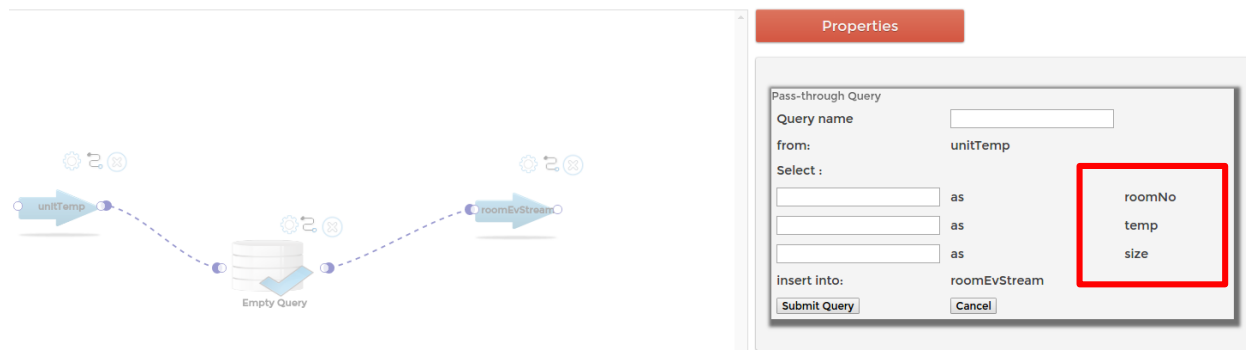 Properties
Pass-through Query
Query name
from: unitTemp
Select :
as roomNo
as temp
as size
insert into: roomEvStream
Submit Query Cancel
unitTemp
roomEvStream
Empty Query